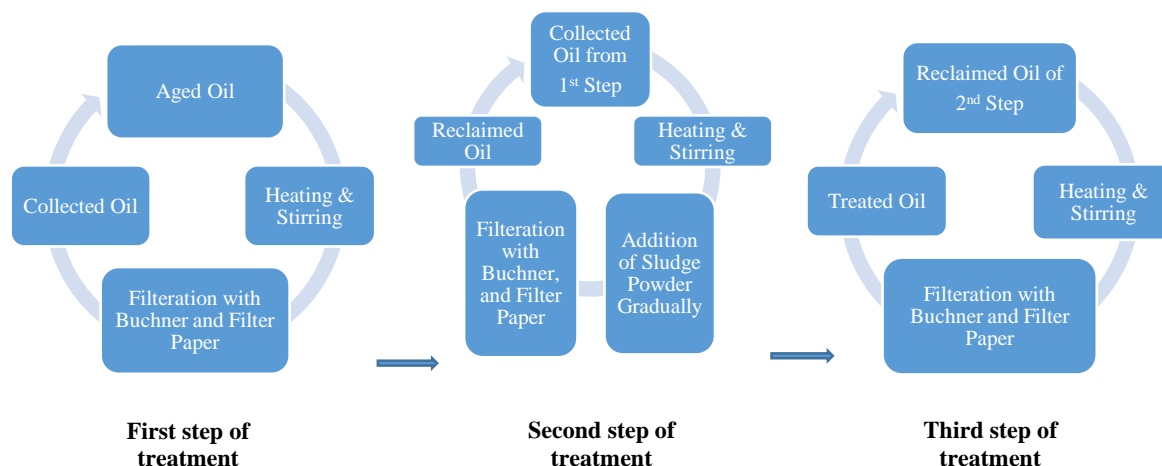 Aged Oil
Heating &
Stirring
Filteration with
Buchner and Filter
Paper
Collected Oil
First step of
treatment
Collected
Oil from
1st Step
Heating &
Stirring
Addition
of Sludge
Powder
Gradually
Filteration
with
Buchner,
and Filter
Paper
Reclaimed
Oil
Second step of
treatment
Reclaimed Oil of
2nd Step
Heating &
Stirring
Filteration with
Buchner and Filter
Paper
Treated Oil
Third step of
treatment